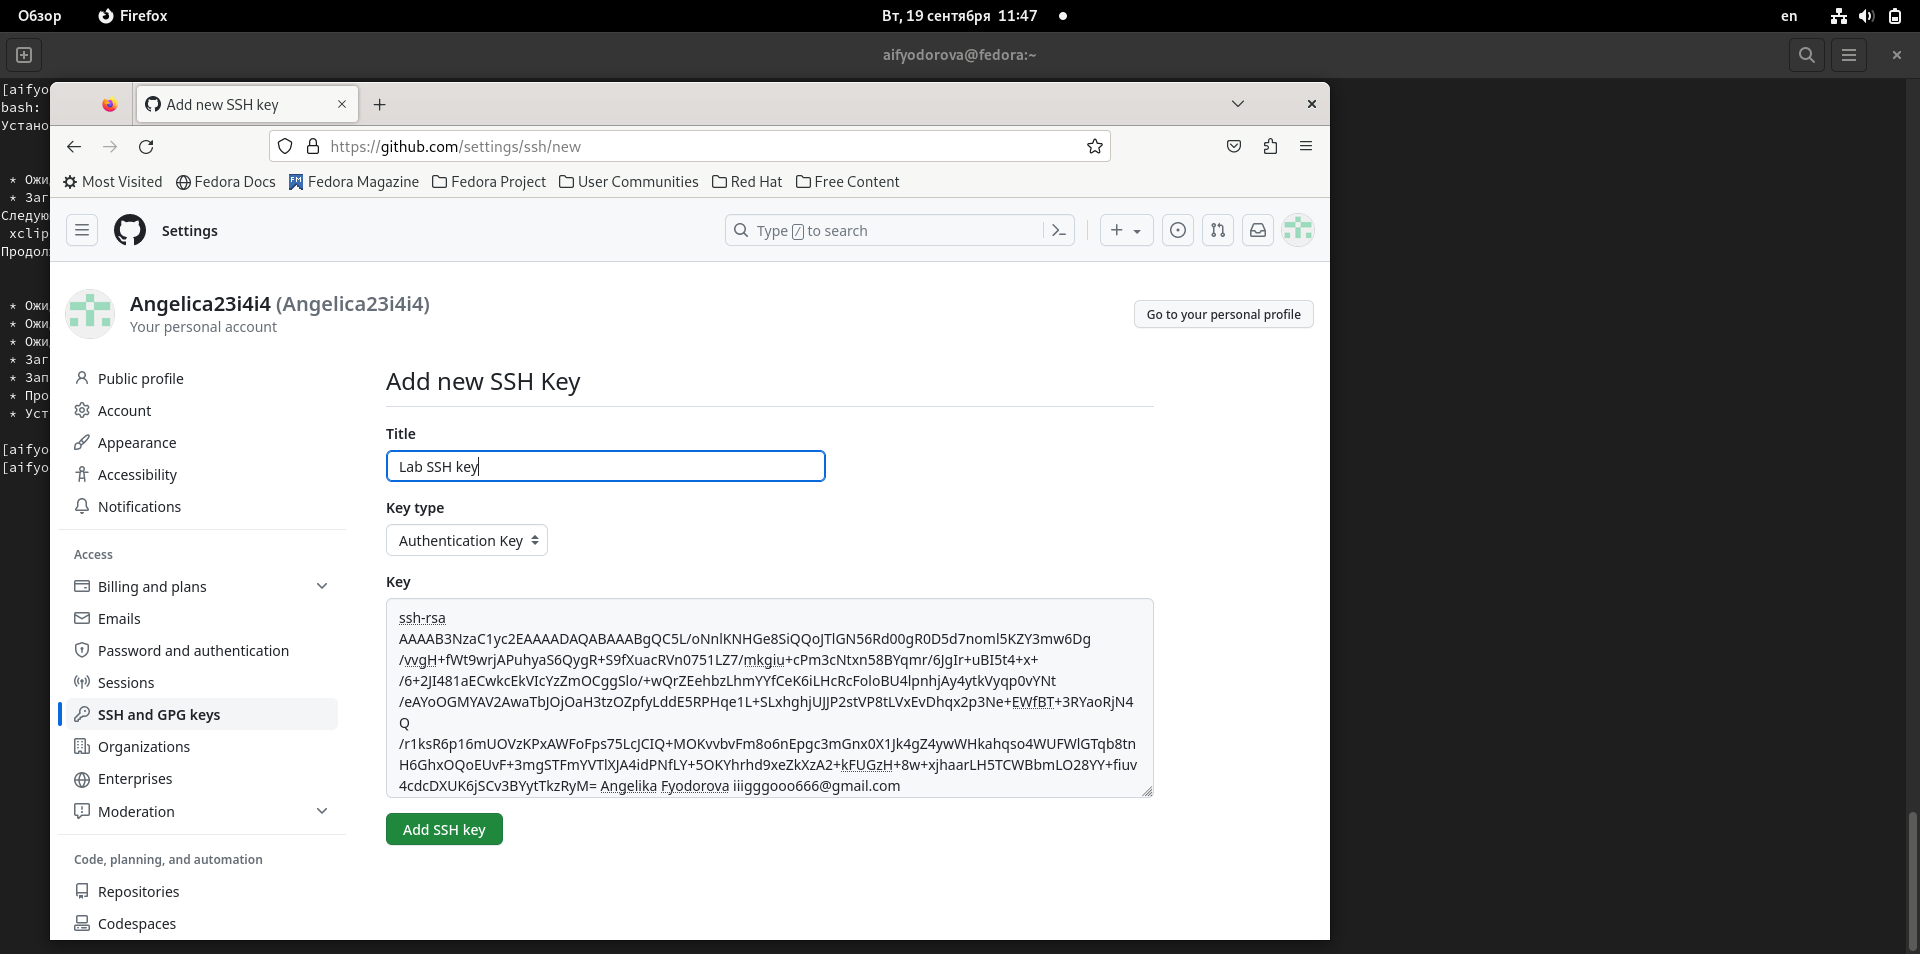 Обзор
Firefox
Вт, 19 сентября 11:47
en
aifyodorova@fedora:~
[aifyo
bash:
Устано
* Ожи
* Заг
Следую
xclip
Продол
* Ожи
* Ожи
* Ожи
* Заг
* Зап
* Про
* Уст
[aifyo
[aifyo
Add new SSH key
https://github.com/settings/ssh/new
Most Visited
Fedora Docs
Fedora Magazine
Fedora Project
User Communities
Red Hat
Free Content
Settings
Type / to search
Angelica23i4i4 (Angelica23i4i4)
Your personal account
Go to your personal profile
Public profile
Account
Appearance
Accessibility
Notifications
Access
Billing and plans
Emails
Password and authentication
Sessions
SSH and GPG keys
Organizations
Enterprises
Moderation
Code, planning, and automation
Repositories
Codespaces
Add new SSH Key
Title
Lab SSH key
Key type
Authentication Key
Key
ssh-rsa
AAAAB3NzaC1yc2EAAAADAQABAAABgQC5L/oNnlKNHGe8SiQQoJTlGN56Rd00gR0D5d7noml5KZY3mw6Dg
/vvgH+fWt9wrjAPuhyaS6QygR+S9fXuacRVn0751LZ7/mkgiu+cPm3cNtxn58BYqmr/6JgIr+uBI5t4+x+
/6+2JI481aECwkcEkVIcYzZmOCggSlo/+wQrZEehbzLhmYYfCeK6iLHcRcFoloBU4lpnhjAy4ytkVyqp0vYNt
/eAYoOGMYAV2AwaTbJOjOaH3tzOZpfyLddE5RPHqe1L+SLxhghjUJJP2stVP8tLVxEvDhqx2p3Ne+EWfBT+3RYaoRjN4
Q
/r1ksR6p16mUOVzKPxAWFoFps75LcJCIQ+MOKvvbvFm8o6nEpgc3mGnx0X1Jk4gZ4ywWHkahqso4WUFWlGTqb8tn
H6GhxOQoEUvF+3mgSTFmYVTlXJA4idPNfLY+5OKYhrhd9xeZkXzA2+kFUGzH+8w+xjhaarLH5TCWBbmLO28YY+fiuv
4cdcDXUK6jSCv3BYytTkzRyM= Angelika Fyodorova iiigggooo666@gmail.com
Add SSH key